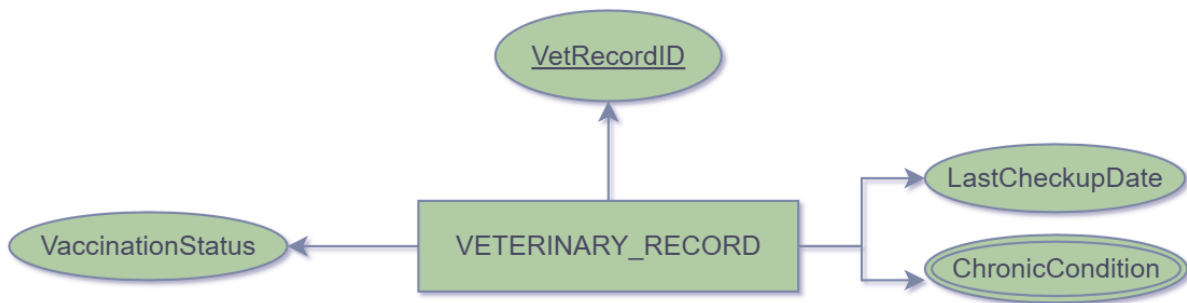 VetRecordID
LastCheckupDate
VaccinationStatus
VETERINARY_RECORD
ChronicCondition